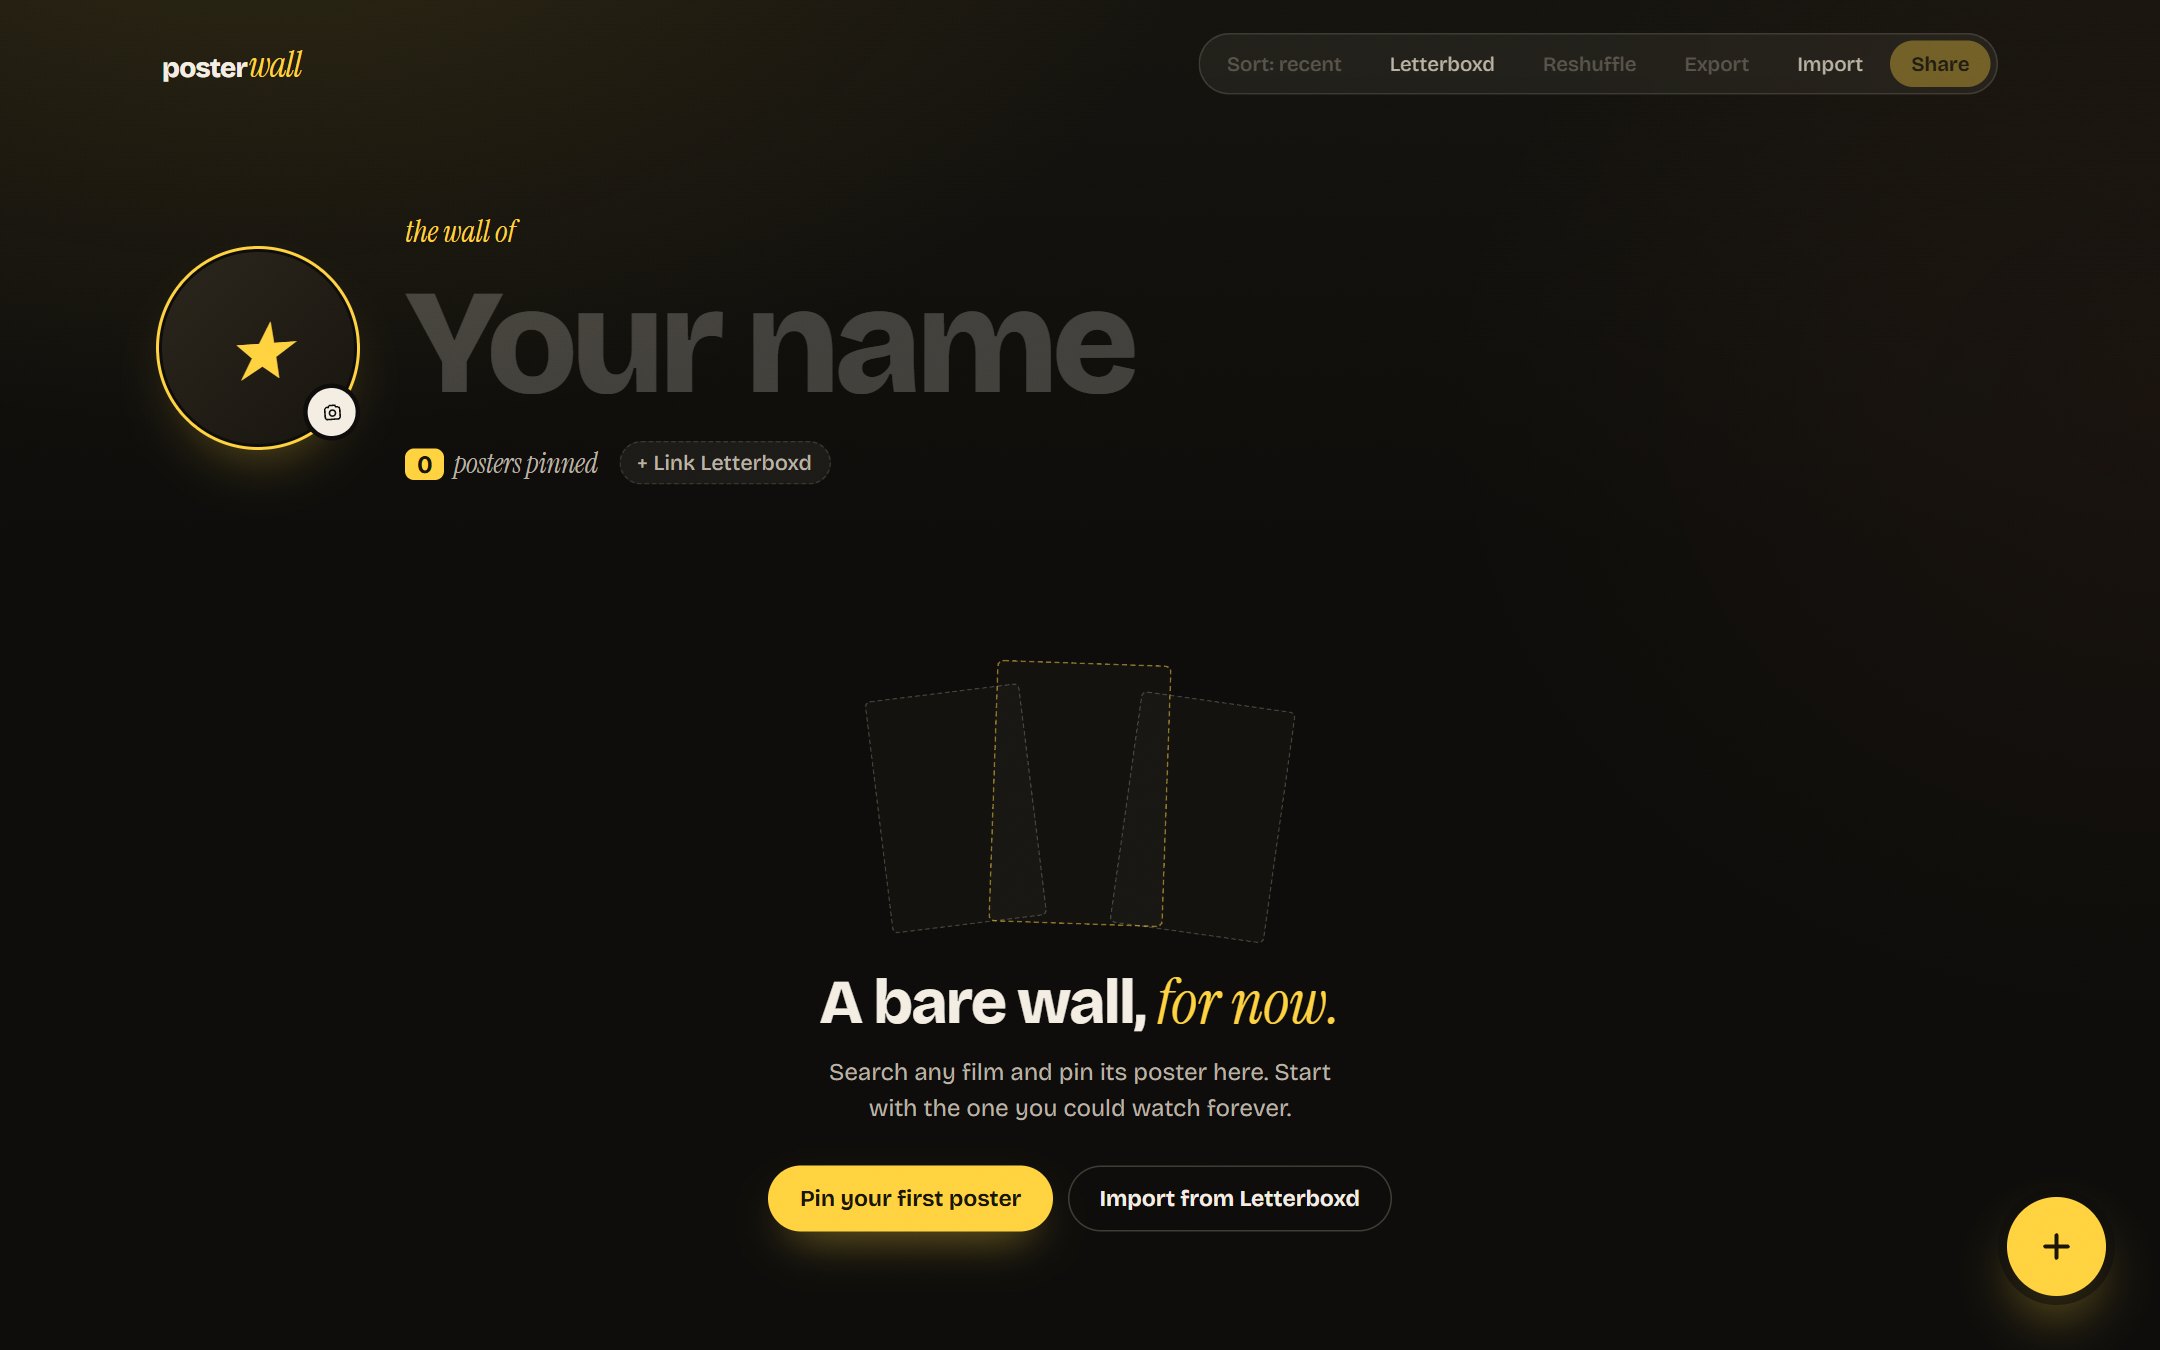 posterwall
Sort: recent
Letterboxd
Reshuffle
Export
Import
Share
the wall of
Your name
0 posters pinned
+ Link Letterboxd
A bare wall, for now.
Search any film and pin its poster here. Start
with the one you could watch forever.
Pin your first poster
Import from Letterboxd
+